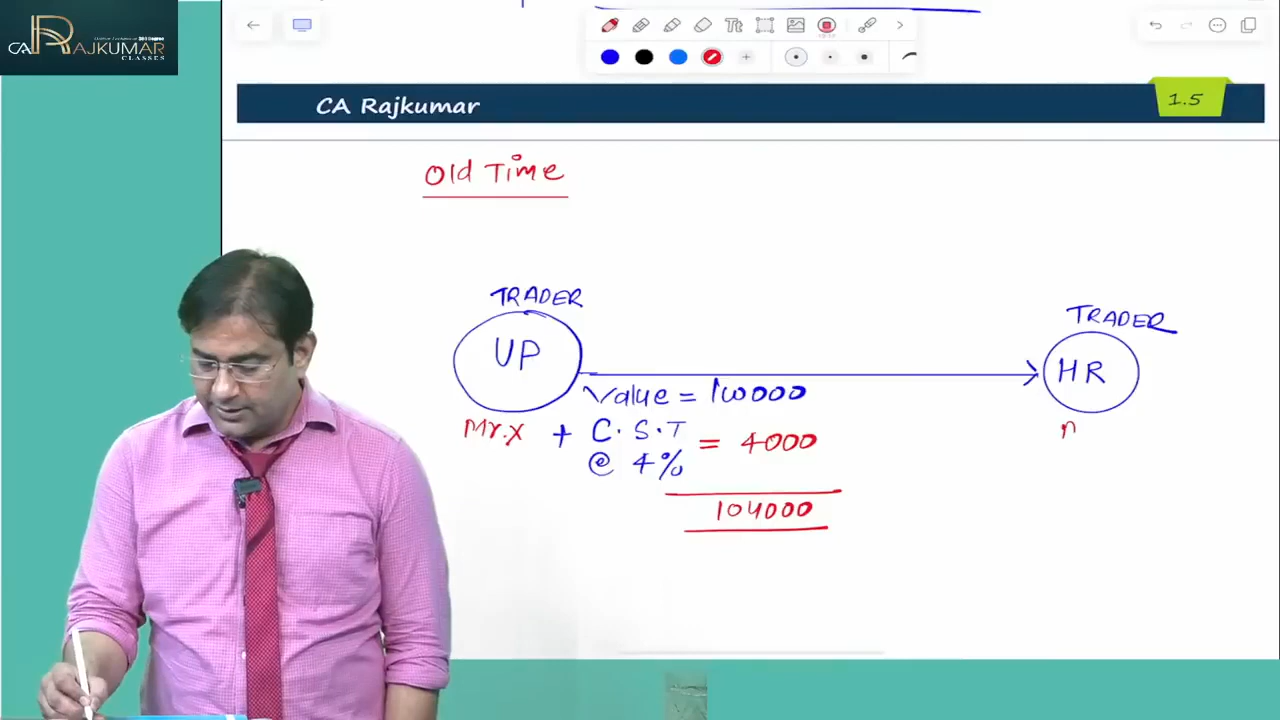 CA RAJKUMAR
CLASSES
Tt
CA Rajkumar
1.5
Old Time
TRADER
TRADER
UP
HR
Value = 100000
Mr.X + C.S.T = 4000
@ 4%
104000